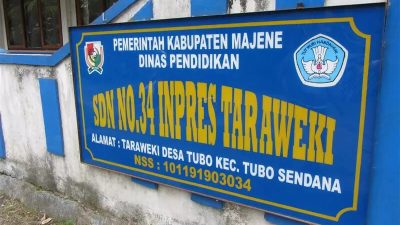 PEMERINTAH KABUPATEN MAJENE
DINAS PENDIDIKAN
SDN NO.34 INPRES TARAWEKI
ALAMAT : TARAWEKI DESA TUBO KEC. TUBO SENDANA
NSS : 101191903034